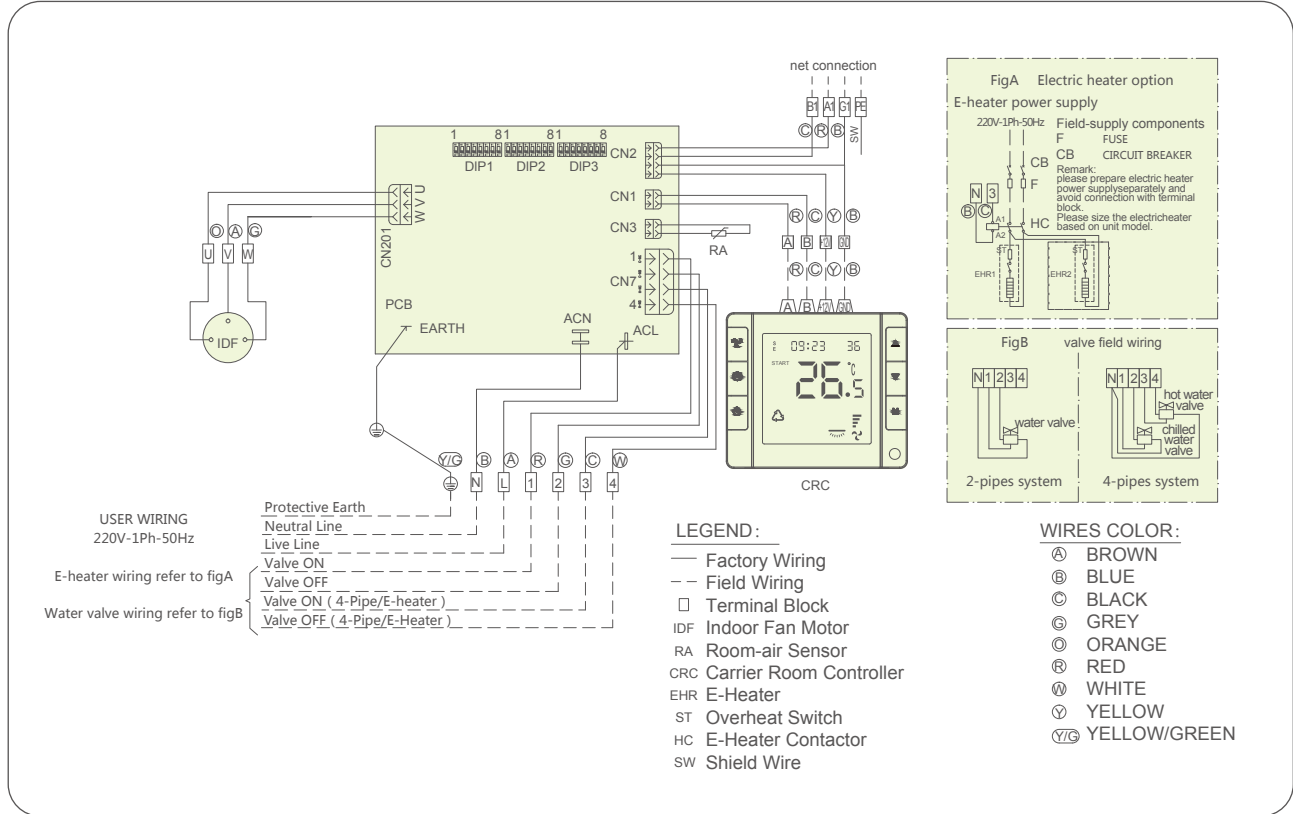 net connection
B1 A1 G1 PE
C R B SW
1 8 1 8 1 8
DIP1 DIP2 DIP3
CN2
CN1
CN3
RA
1
CN7
4
U
V
W
CN201
O A G
U V W
IDF
PCB
EARTH
ACN
ACL
R C Y B
A B +12V GND
R C Y B
A B +12V GND
09:23 36
START
26.5
℃
CRC
Y/G B A R G C W
N L 1 2 3 4
USER WIRING
220V-1Ph-50Hz
E-heater wiring refer to figA
Water valve wiring refer to figB
Protective Earth
Neutral Line
Live Line
Valve ON
Valve OFF
Valve ON ( 4-Pipe/E-heater )
Valve OFF ( 4-Pipe/E-Heater )
LEGEND:
Factory Wiring
Field Wiring
Terminal Block
IDF Indoor Fan Motor
RA Room-air Sensor
CRC Carrier Room Controller
EHR E-Heater
ST Overheat Switch
HC E-Heater Contactor
SW Shield Wire
FigA Electric heater option
E-heater power supply
220V-1Ph-50Hz
Field-supply components
F FUSE
CB CIRCUIT BREAKER
Remark:
please prepare electric heater
power supplyseparately and
avoid connection with terminal
block.
Please size the electricheater
based on unit model.
CB
F
N 3
B C
A1
A2
HC
ST ST
EHR1 EHR2
FigB valve field wiring
N 1 2 3 4
water valve
2-pipes system
N 1 2 3 4
hot water
valve
chilled
water
valve
4-pipes system
WIRES COLOR:
A BROWN
B BLUE
C BLACK
G GREY
O ORANGE
R RED
W WHITE
Y YELLOW
Y/G YELLOW/GREEN